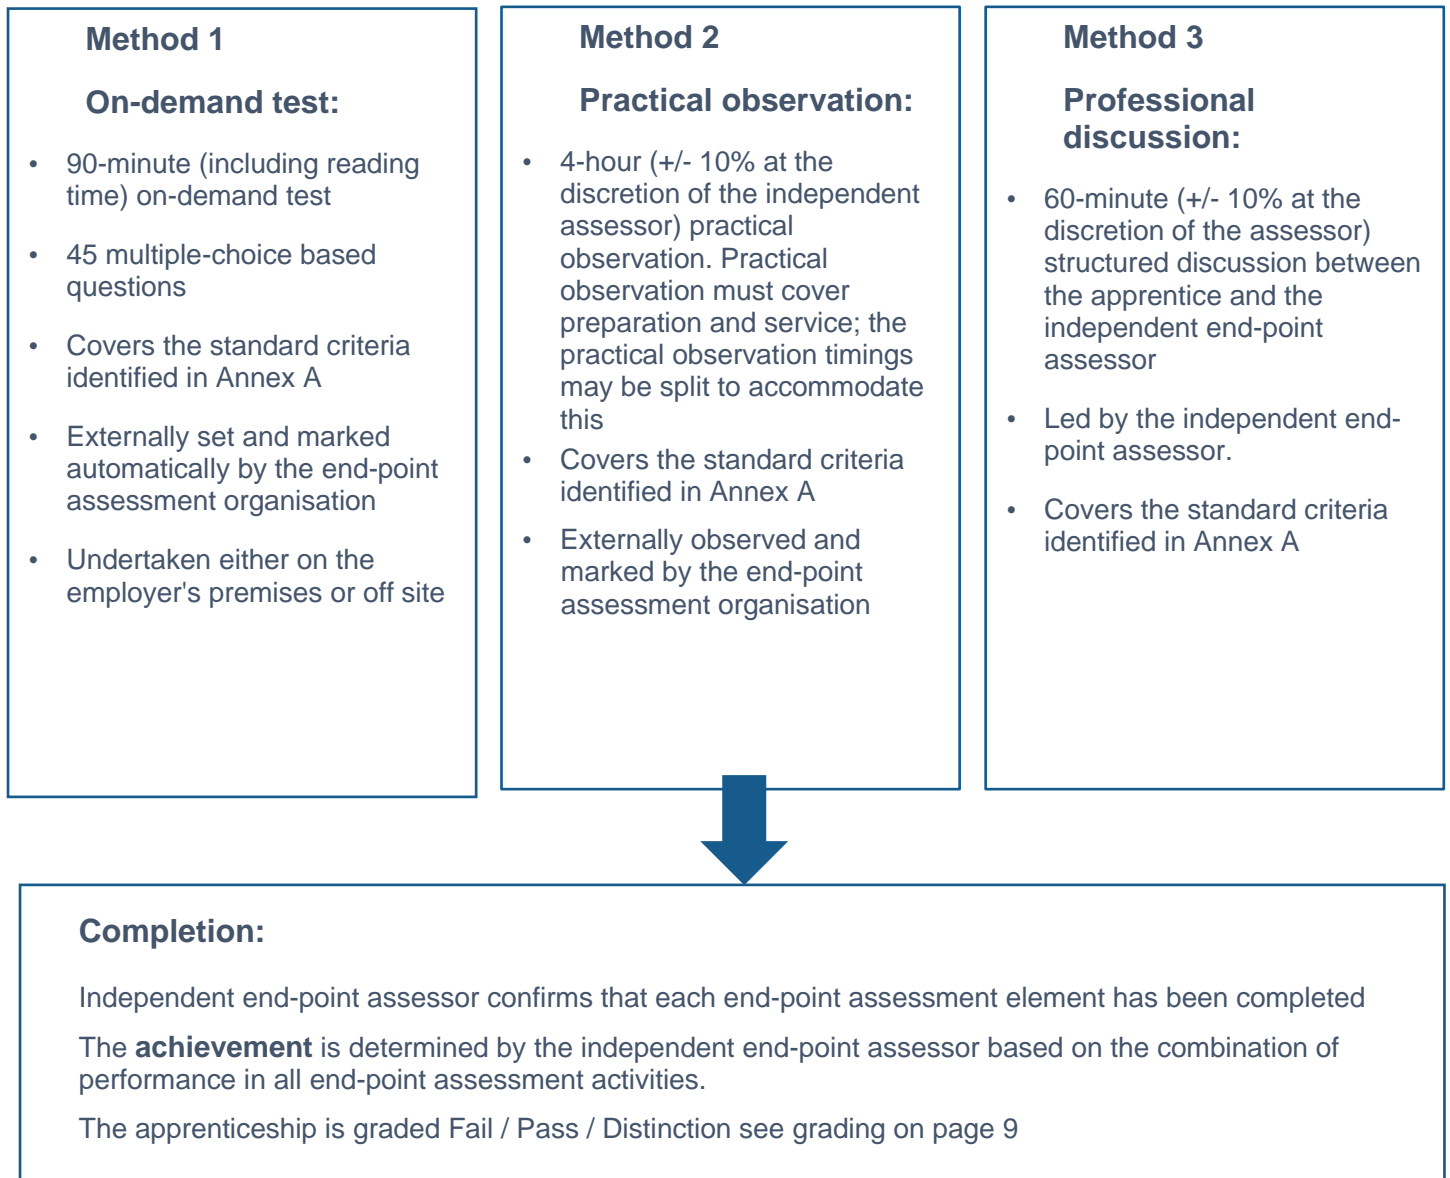 Method 1
On-demand test:
• 90-minute (including reading
time) on-demand test
• 45 multiple-choice based
questions
• Covers the standard criteria
identified in Annex A
• Externally set and marked
automatically by the end-point
assessment organisation
• Undertaken either on the
employer's premises or off site
Method 2
Practical observation:
• 4-hour (+/- 10% at the
discretion of the independent
assessor) practical
observation. Practical
observation must cover
preparation and service; the
practical observation timings
may be split to accommodate
this
• Covers the standard criteria
identified in Annex A
• Externally observed and
marked by the end-point
assessment organisation
Method 3
Professional
discussion:
• 60-minute (+/- 10% at the
discretion of the assessor)
structured discussion between
the apprentice and the
independent end-point
assessor
• Led by the independent end-
point assessor.
• Covers the standard criteria
identified in Annex A
Completion:
Independent end-point assessor confirms that each end-point assessment element has been completed
The achievement is determined by the independent end-point assessor based on the combination of
performance in all end-point assessment activities.
The apprenticeship is graded Fail / Pass / Distinction see grading on page 9